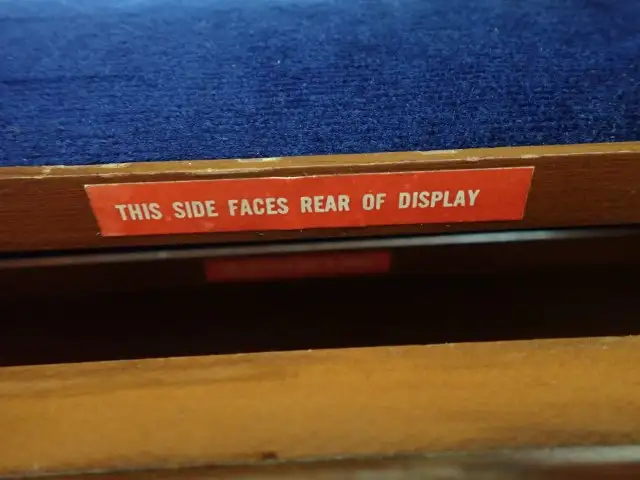 THIS SIDE FACES REAR OF DISPLAY